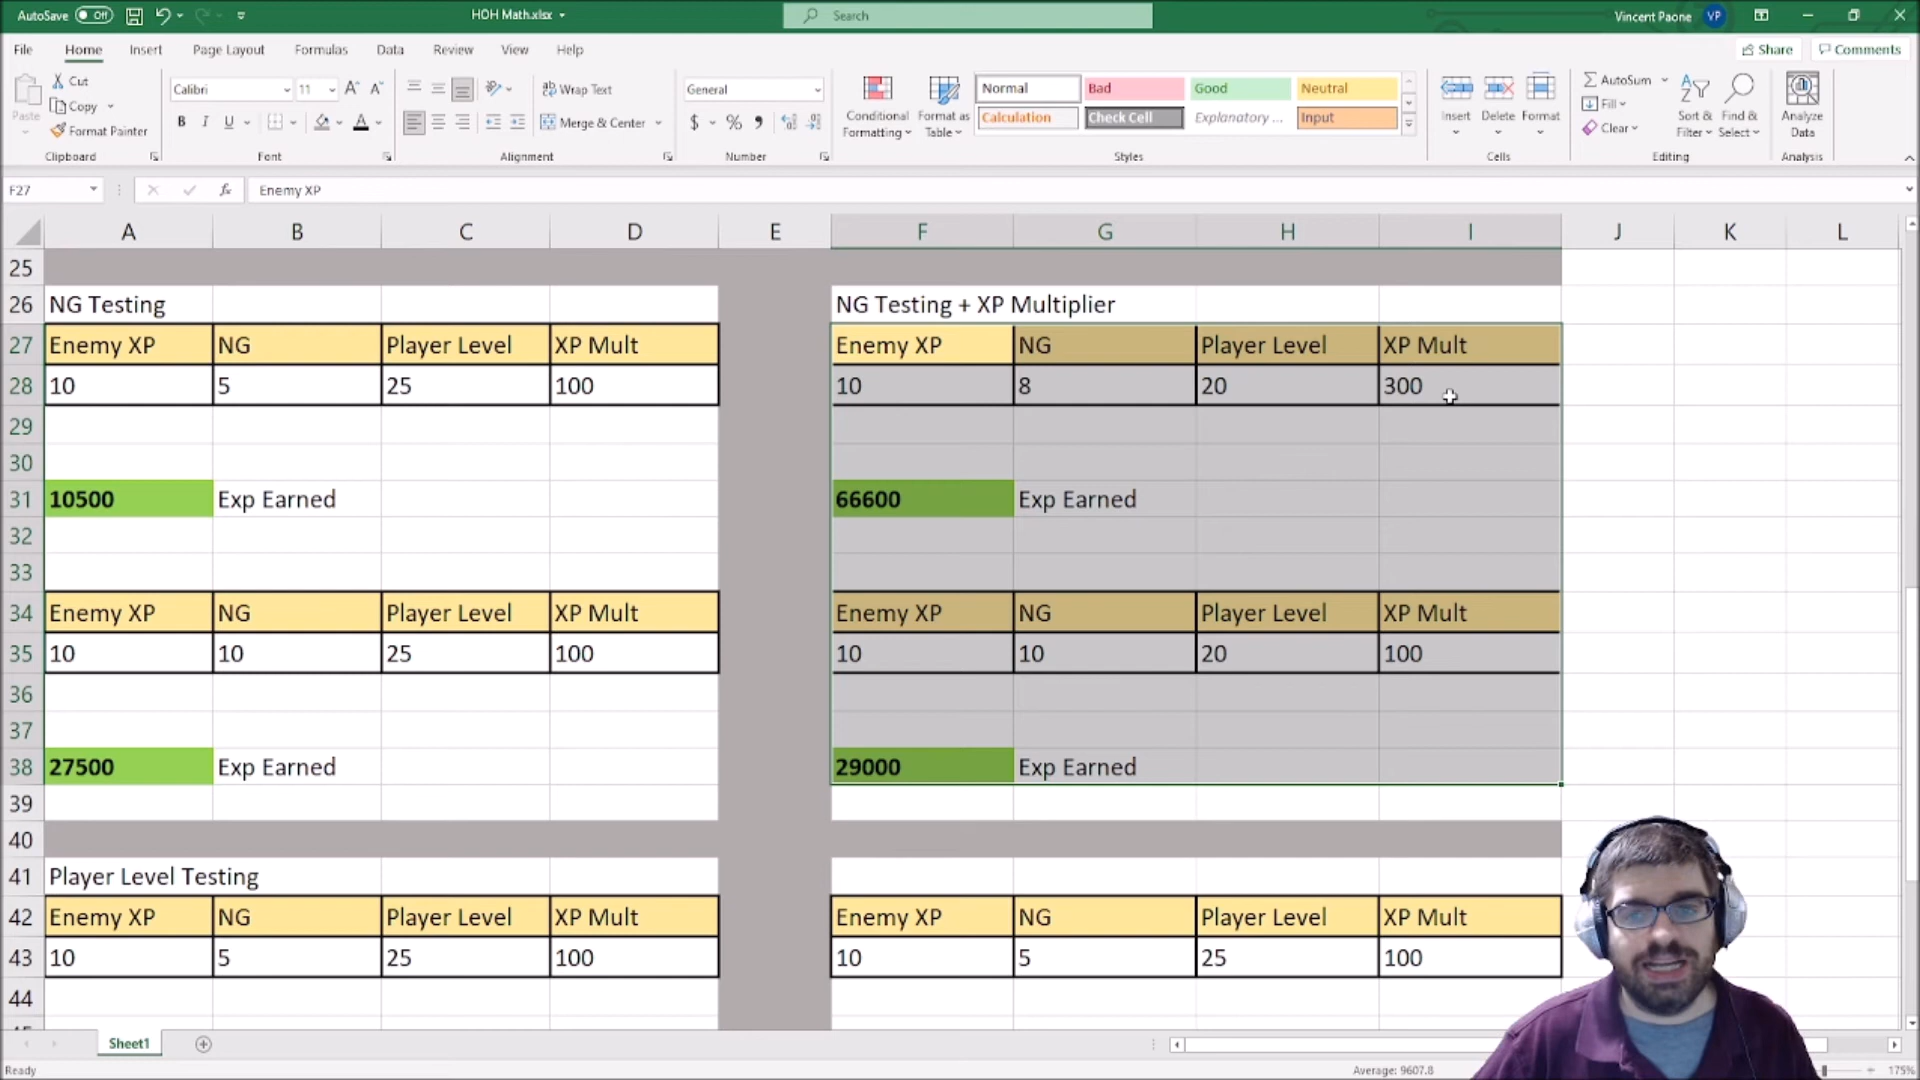 AutoSave Off HOH Math.xlsx Search Vincent Paone VP
File Home Insert Page Layout Formulas Data Review View Help Share Comments
Paste Cut Copy Format Painter Clipboard
Calibri 11 A A B I U A Font
Wrap Text Merge & Center Alignment
General $ % Number
Conditional Formatting Format as Table
Normal Bad Good Neutral
Calculation Check Cell Explanatory ... Input
Styles
Insert Delete Format Cells
AutoSum Fill Clear Sort & Filter Find & Select Editing
Analyze Data Analysis
F27 fx Enemy XP
A B C D E F G H I J K L
25
26 NG Testing NG Testing + XP Multiplier
27 Enemy XP NG Player Level XP Mult Enemy XP NG Player Level XP Mult
28 10 5 25 100 10 8 20 300
29
30
31 10500 Exp Earned 66600 Exp Earned
32
33
34 Enemy XP NG Player Level XP Mult Enemy XP NG Player Level XP Mult
35 10 10 25 100 10 10 20 100
36
37
38 27500 Exp Earned 29000 Exp Earned
39
40
41 Player Level Testing
42 Enemy XP NG Player Level XP Mult Enemy XP NG Player Level XP Mult
43 10 5 25 100 10 5 25 100
44
Sheet1
Ready Average: 9607.8 175%